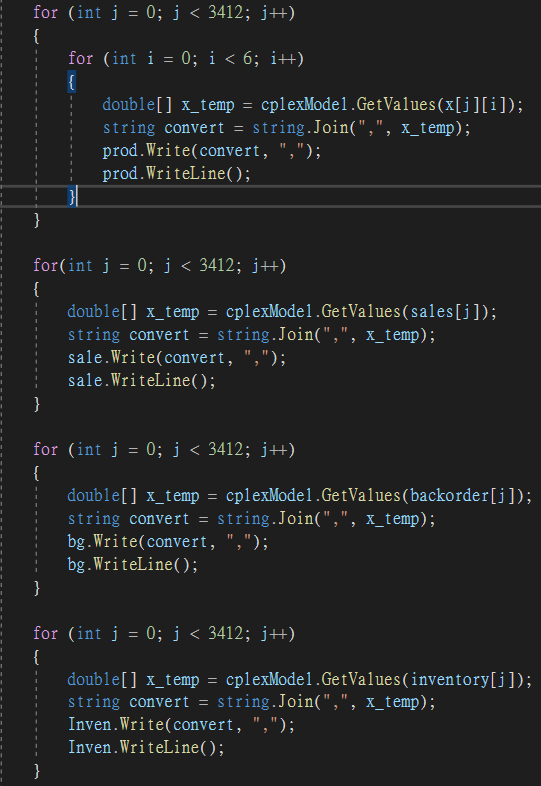 for (int j = 0; j < 3412; j++)
{
for (int i = 0; i < 6; i++)
{
double[] x_temp = cplexModel.GetValues(x[j][i]);
string convert = string.Join(",", x_temp);
prod.Write(convert, ",");
prod.WriteLine();
}
}
for(int j = 0; j < 3412; j++)
{
double[] x_temp = cplexModel.GetValues(sales[j]);
string convert = string.Join(",", x_temp);
sale.Write(convert, ",");
sale.WriteLine();
}
for (int j = 0; j < 3412; j++)
{
double[] x_temp = cplexModel.GetValues(backorder[j]);
string convert = string.Join(",", x_temp);
bg.Write(convert, ",");
bg.WriteLine();
}
for (int j = 0; j < 3412; j++)
{
double[] x_temp = cplexModel.GetValues(inventory[j]);
string convert = string.Join(",", x_temp);
Inven.Write(convert, ",");
Inven.WriteLine();
}